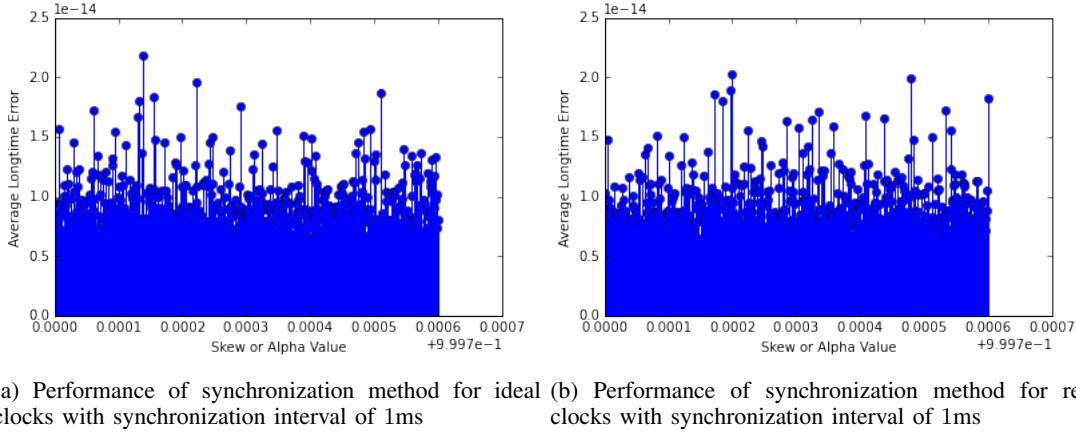 1e−14
2.5
2.0
1.5
1.0
0.5
0.0
Average Longtime Error
0.0000 0.0001 0.0002 0.0003 0.0004 0.0005 0.0006 0.0007
Skew or Alpha Value
+9.997e−1
1e−14
2.5
2.0
1.5
1.0
0.5
0.0
Average Longtime Error
0.0000 0.0001 0.0002 0.0003 0.0004 0.0005 0.0006 0.0007
Skew or Alpha Value
+9.997e−1
a) Performance of synchronization method for ideal
clocks with synchronization interval of 1ms
(b) Performance of synchronization method for re
clocks with synchronization interval of 1ms